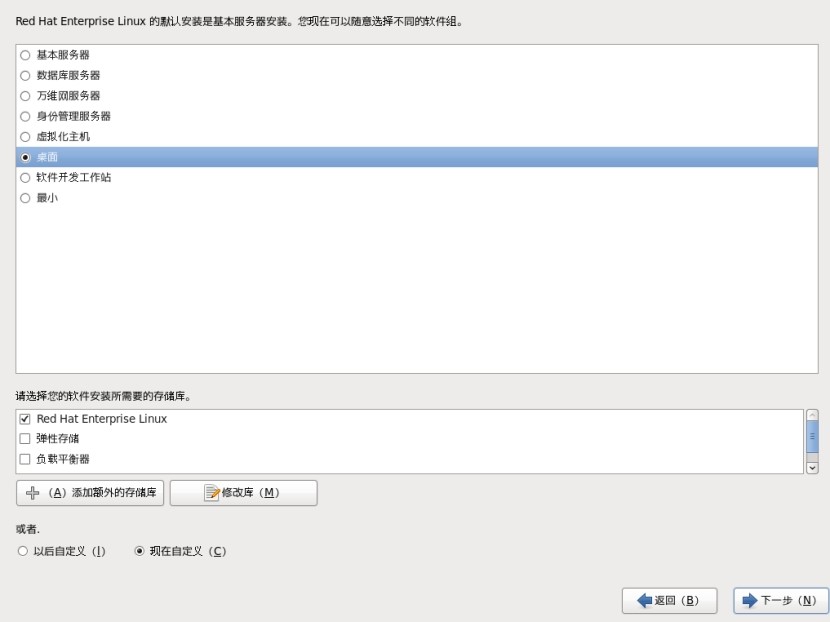 Red Hat Enterprise Linux 的默认安装是基本服务器安装。您现在可以随意选择不同的软件组。
基本服务器
数据库服务器
万维网服务器
身份管理服务器
虚拟化主机
桌面
软件开发工作站
最小
请选择您的软件安装所需要的存储库。
Red Hat Enterprise Linux
弹性存储
负载平衡器
（A）添加额外的存储库 修改库（M）
或者.
以后自定义（l） 现在自定义（C）
返回（B） 下一步（N）